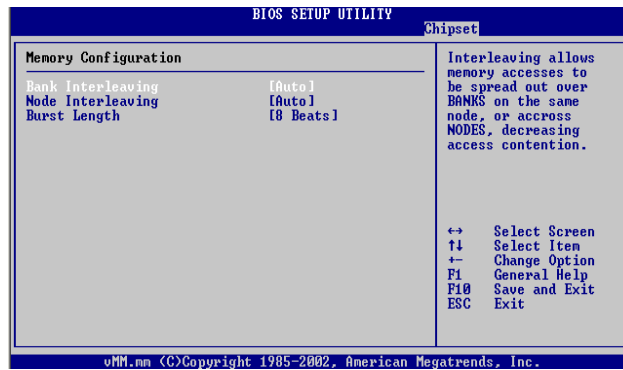 BIOS SETUP UTILITY
Chipset
Memory Configuration
Bank Interleaving [Auto]
Node Interleaving [Auto]
Burst Length [8 Beats]
Interleaving allows
memory accesses to
be spread out over
BANKS on the same
node, or accross
NODES, decreasing
access contention.
↔ Select Screen
↑↓ Select Item
+- Change Option
F1 General Help
F10 Save and Exit
ESC Exit
vMM.mm (C)Copyright 1985-2002, American Megatrends, Inc.